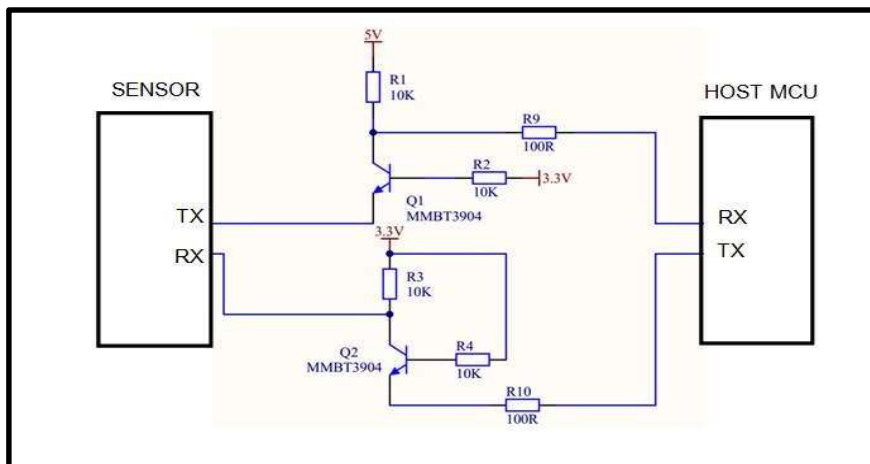 5V
SENSOR
R1
10K
HOST MCU
R9
100R
R2
10K
3.3V
Q1
MMBT3904
TX
RX
3.3V
RX
TX
R3
10K
Q2
MMBT3904
R4
10K
R10
100R